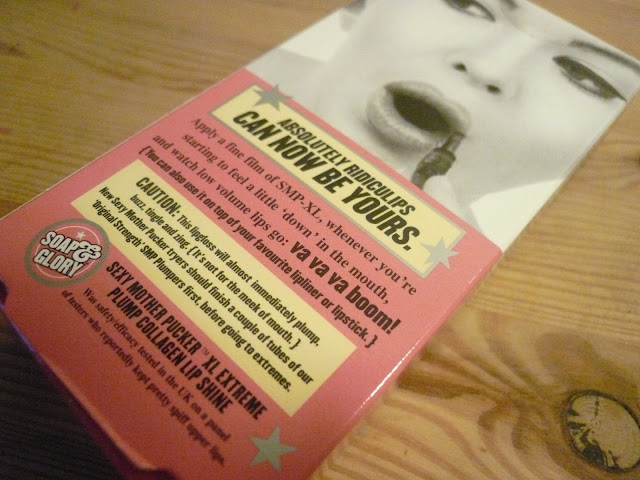 ABSOLUTELY RIDICULIPS
CAN NOW BE YOURS.
Apply a fine film of SMP-XL, whenever you're
starting to feel a little 'down' in the mouth,
and watch low volume lips go: va va va boom!
{ You can also use it on top of your favourite lipliner or lipstick. }
CAUTION: This lipgloss will almost immediately plump,
buzz, tingle and zing. { It's not for the meek of mouth. }
New Sexy Mother Pucker tryers should finish a couple of tubes of our
'Original Strength' SMP Plumpers first, before going to extremes.
SOAP &
GLORY
SEXY MOTHER PUCKER™ XL EXTREME
PLUMP COLLAGEN LIP SHINE
Was safety/efficacy tested in the UK on a panel
of testers who reportedly kept pretty stiff upper lips.